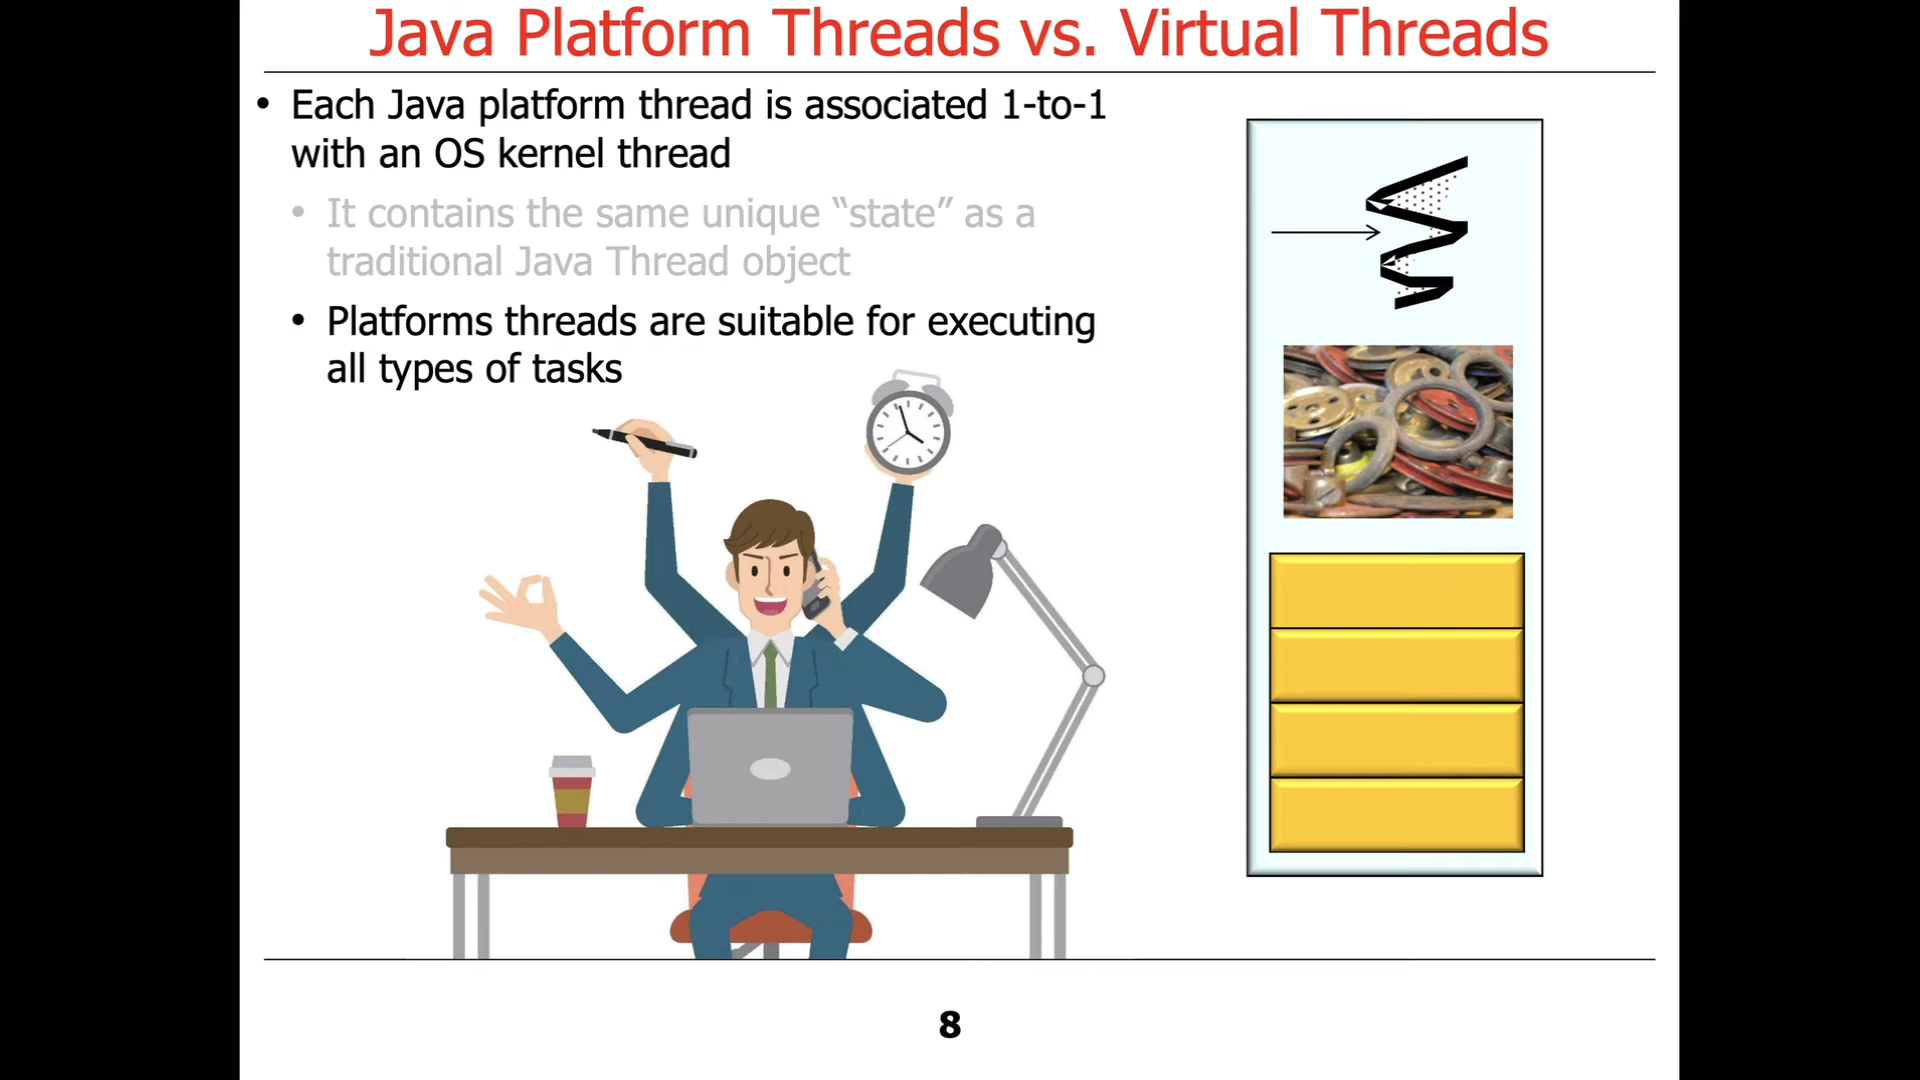 Java Platform Threads vs. Virtual Threads
• Each Java platform thread is associated 1-to-1
with an OS kernel thread
• It contains the same unique “state” as a
traditional Java Thread object
• Platforms threads are suitable for executing
all types of tasks
8